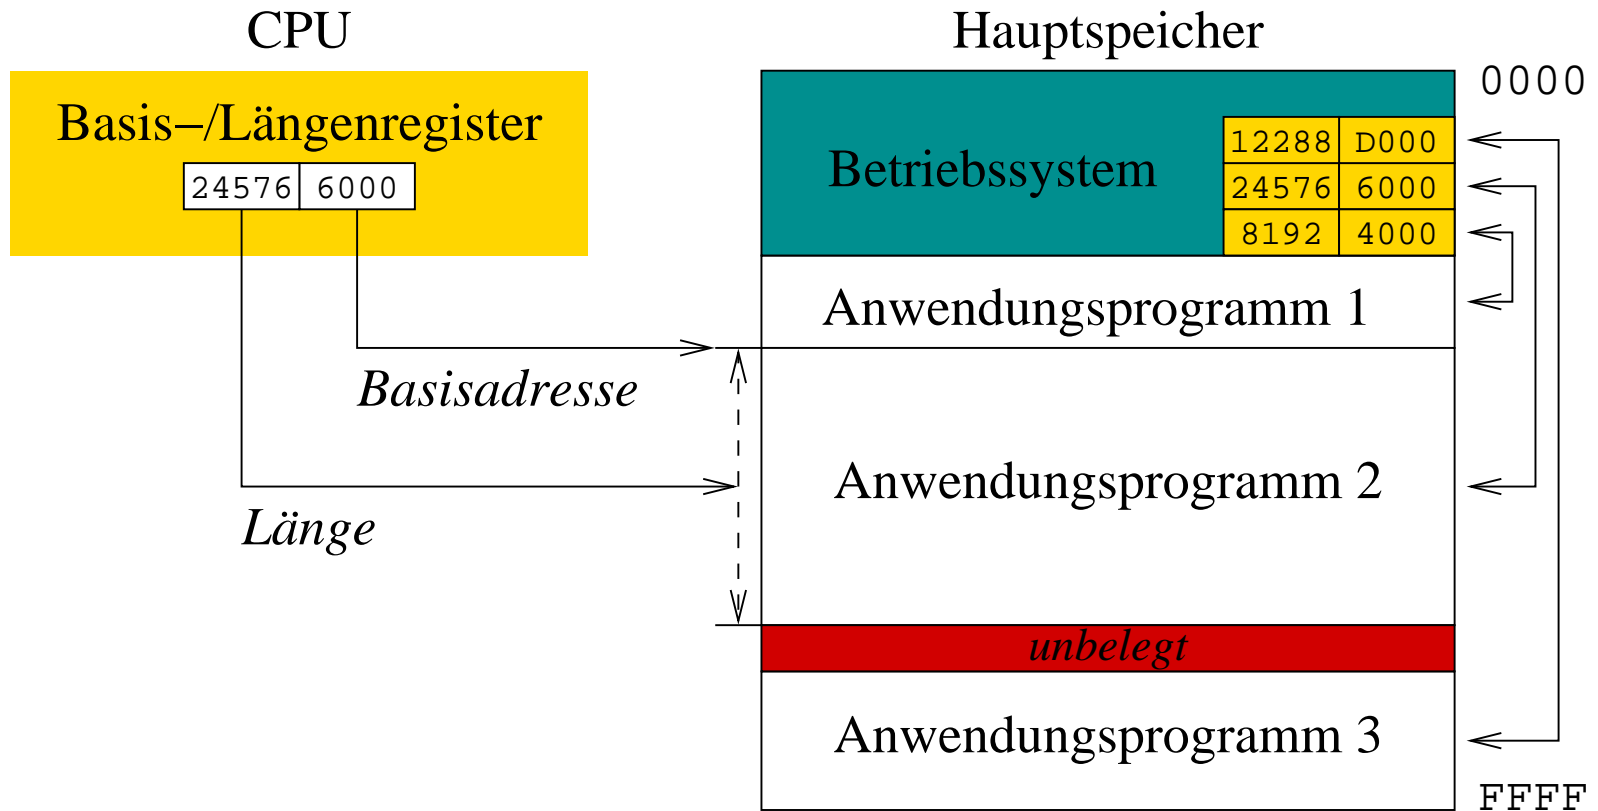 CPU
Hauptspeicher
Basis–/Längenregister
24576 6000
0000
Betriebssystem
12288 D000
24576 6000
8192 4000
Anwendungsprogramm 1
Basisadresse
Anwendungsprogramm 2
Länge
unbelegt
Anwendungsprogramm 3
FFFF